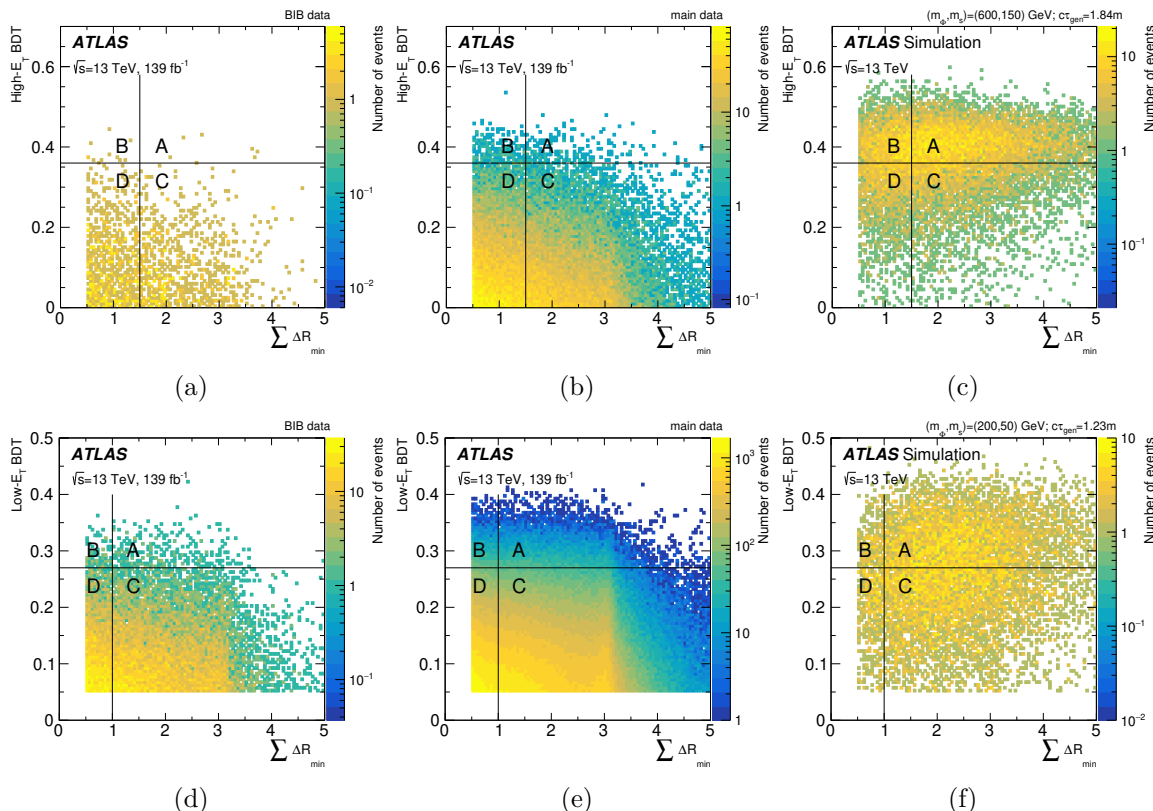 BIB data
ATLAS
√s=13 TeV, 139 fb⁻¹
High-E_T BDT
0.6
0.4
0.2
0
B A
D C
0 1 2 3 4 5
∑ ΔR_min
Number of events
1
10⁻¹
10⁻²
(a)
main data
ATLAS
√s=13 TeV, 139 fb⁻¹
High-E_T BDT
0.6
0.4
0.2
0
B A
D C
0 1 2 3 4 5
∑ ΔR_min
Number of events
10
1
10⁻¹
(b)
(m_Φ,m_s)=(600,150) GeV; cτ_gen=1.84m
ATLAS Simulation
√s=13 TeV
High-E_T BDT
0.6
0.4
0.2
0
B A
D C
0 1 2 3 4 5
∑ ΔR_min
Number of events
10
1
10⁻¹
(c)
BIB data
ATLAS
√s=13 TeV, 139 fb⁻¹
Low-E_T BDT
0.5
0.4
0.3
0.2
0.1
0
B A
D C
0 1 2 3 4 5
∑ ΔR_min
Number of events
10
1
10⁻¹
(d)
main data
ATLAS
√s=13 TeV, 139 fb⁻¹
Low-E_T BDT
0.5
0.4
0.3
0.2
0.1
0
B A
D C
0 1 2 3 4 5
∑ ΔR_min
Number of events
10³
10²
10
1
(e)
(m_Φ,m_s)=(200,50) GeV; cτ_gen=1.23m
ATLAS Simulation
√s=13 TeV
Low-E_T BDT
0.5
0.4
0.3
0.2
0.1
0
B A
D C
0 1 2 3 4 5
∑ ΔR_min
Number of events
10
1
10⁻¹
10⁻²
(f)